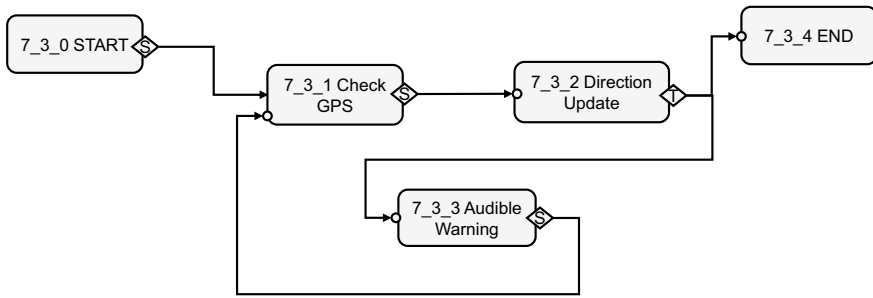 7_3_0 START
S
7_3_1 Check
GPS
S
7_3_2 Direction
Update
T
7_3_4 END
7_3_3 Audible
Warning
S